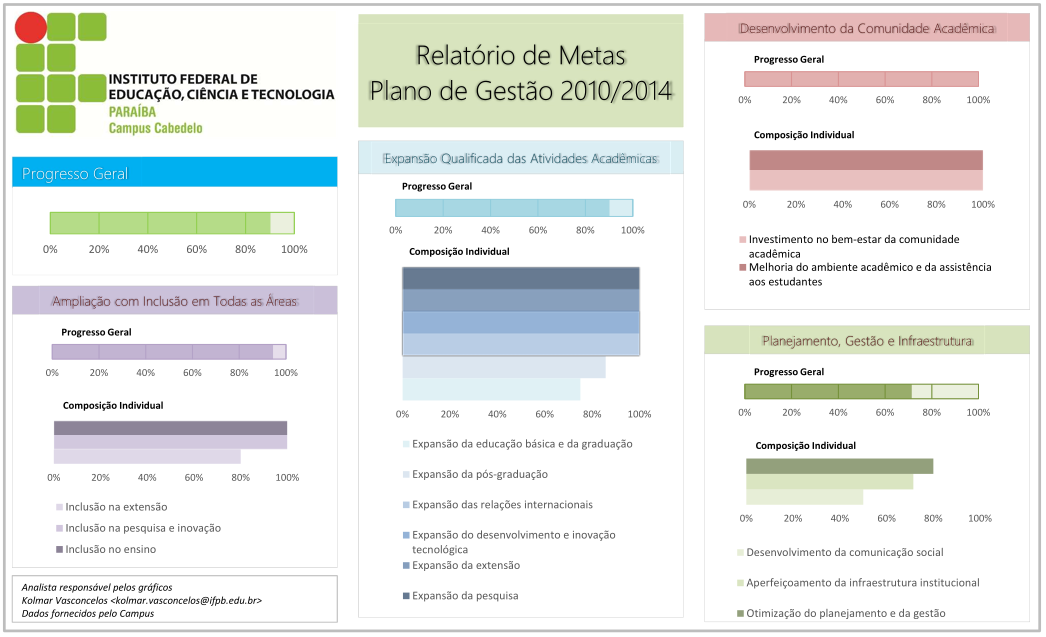 INSTITUTO FEDERAL DE
EDUCAÇÃO, CIÊNCIA E TECNOLOGIA
PARAÍBA
Campus Cabedelo
Progresso Geral
0% 20% 40% 60% 80% 100%
Ampliação com Inclusão em Todas as Áreas
Progresso Geral
0% 20% 40% 60% 80% 100%
Composição Individual
0% 20% 40% 60% 80% 100%
Inclusão na extensão
Inclusão na pesquisa e inovação
Inclusão no ensino
Analista responsável pelos gráficos
Kolmar Vasconcelos <kolmar.vasconcelos@ifpb.edu.br>
Dados fornecidos pelo Campus
Relatório de Metas
Plano de Gestão 2010/2014
Expansão Qualificada das Atividades Acadêmicas
Progresso Geral
0% 20% 40% 60% 80% 100%
Composição Individual
0% 20% 40% 60% 80% 100%
Expansão da educação básica e da graduação
Expansão da pós-graduação
Expansão das relações internacionais
Expansão do desenvolvimento e inovação
tecnológica
Expansão da extensão
Expansão da pesquisa
Desenvolvimento da Comunidade Acadêmica
Progresso Geral
0% 20% 40% 60% 80% 100%
Composição Individual
0% 20% 40% 60% 80% 100%
Investimento no bem-estar da comunidade
acadêmica
Melhoria do ambiente acadêmico e da assistência
aos estudantes
Planejamento, Gestão e Infraestrutura
Progresso Geral
0% 20% 40% 60% 80% 100%
Composição Individual
0% 20% 40% 60% 80% 100%
Desenvolvimento da comunicação social
Aperfeiçoamento da infraestrutura institucional
Otimização do planejamento e da gestão